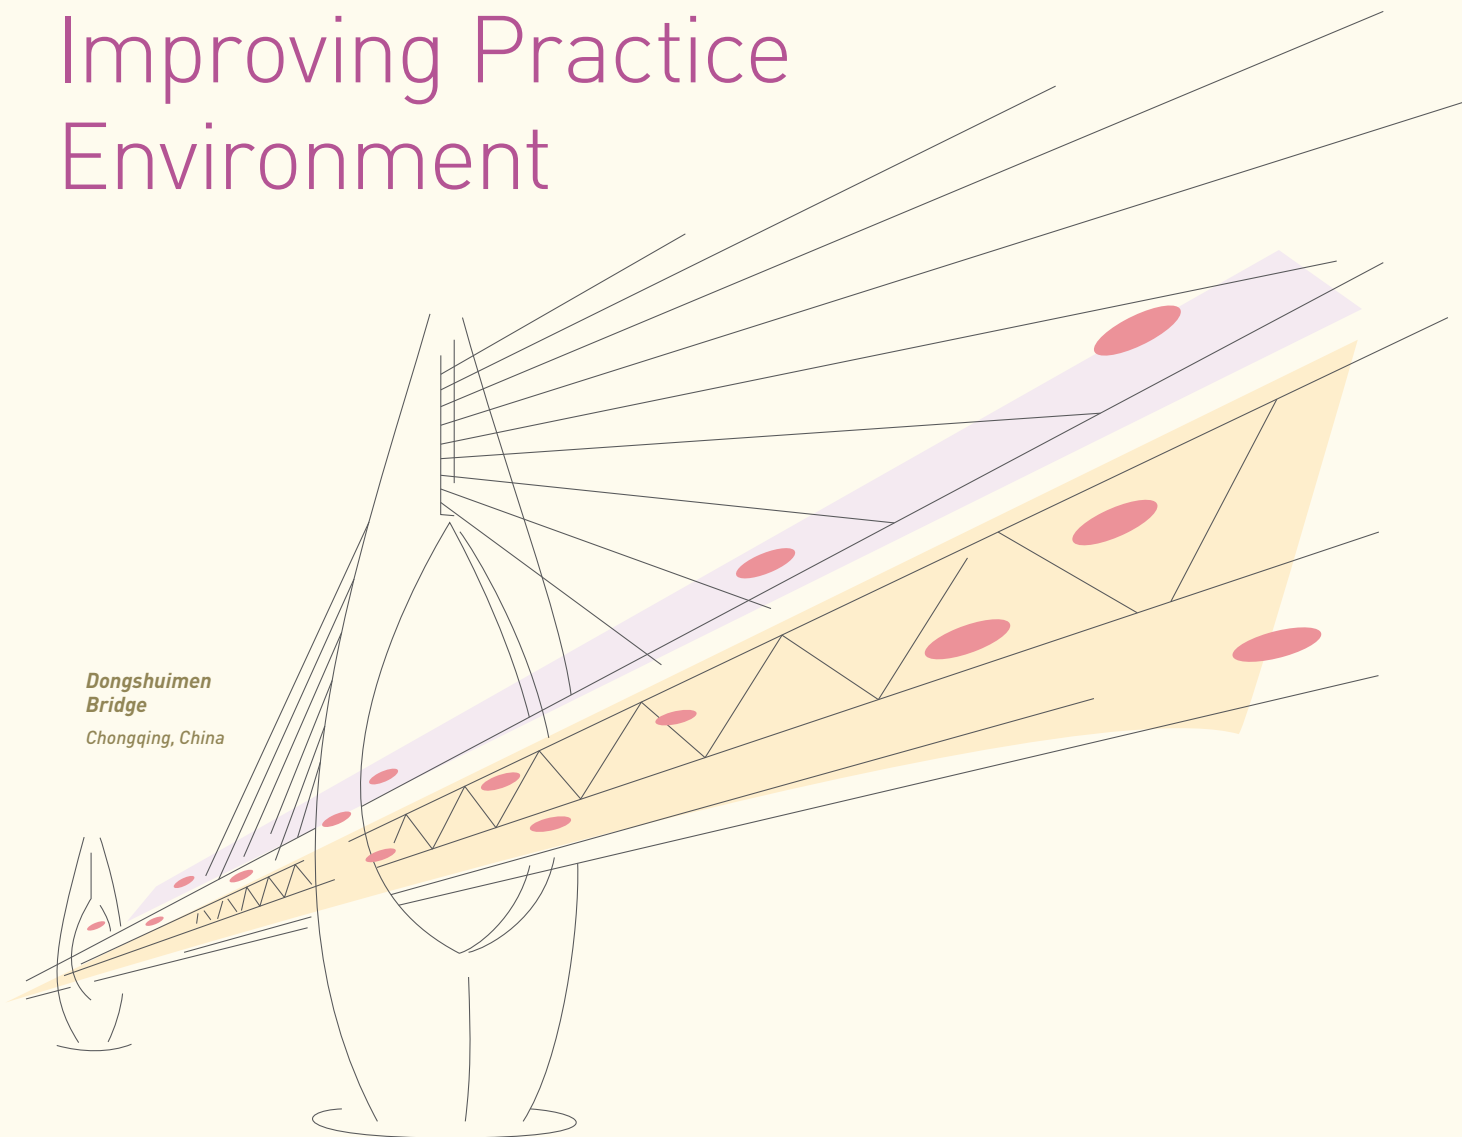 Improving Practice
Environment
Dongshuimen
Bridge
Chongqing, China